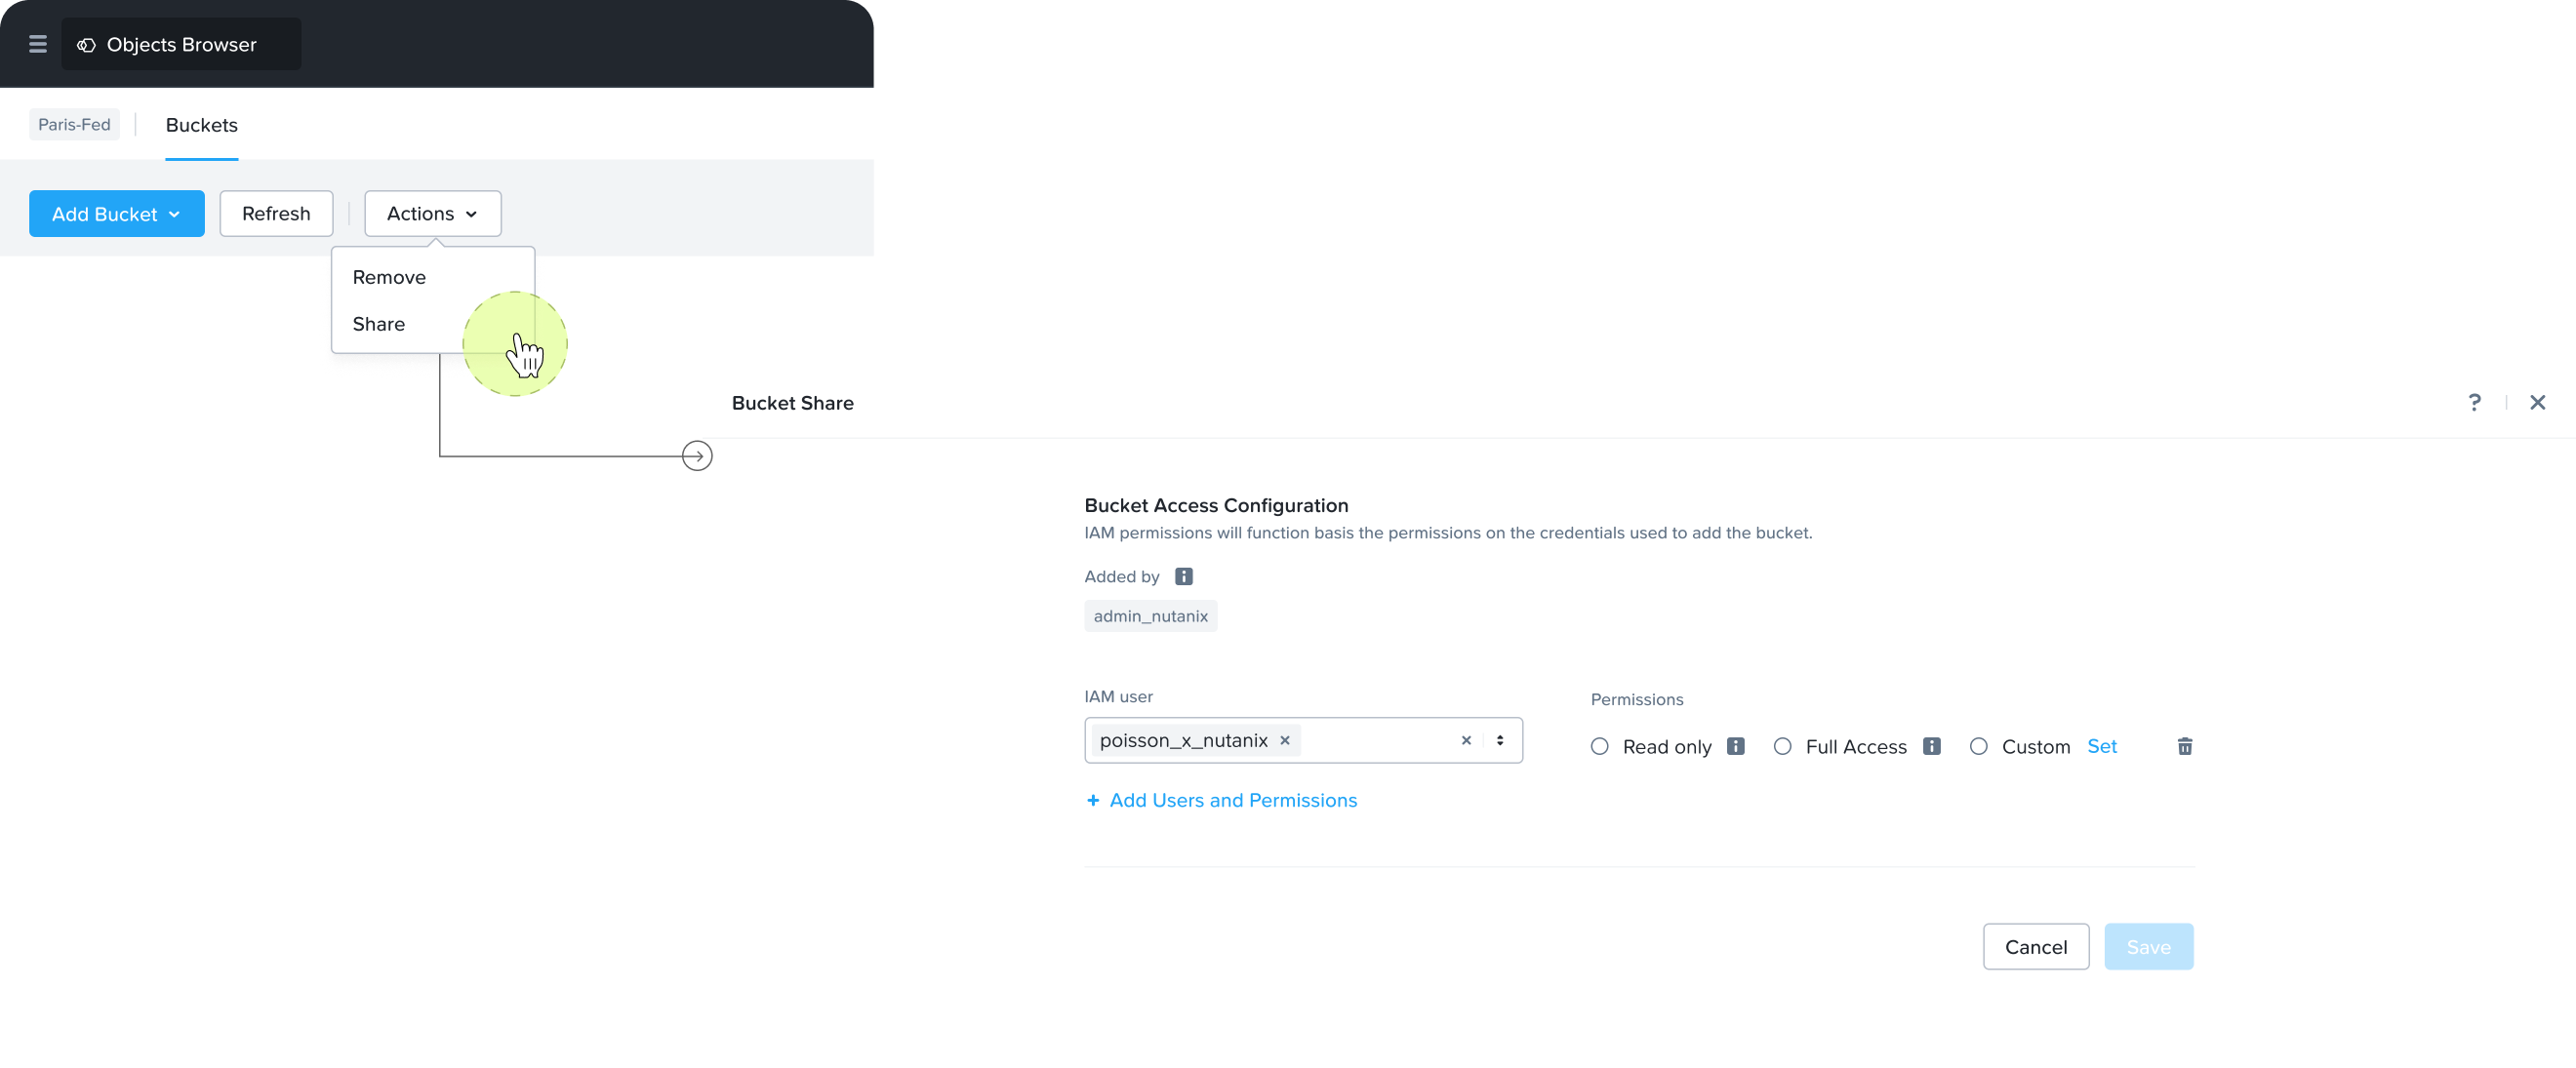 Objects Browser
Paris-Fed
Buckets
Add Bucket
Refresh
Actions
Remove
Share
Bucket Share
?
Bucket Access Configuration
IAM permissions will function basis the permissions on the credentials used to add the bucket.
Added by
admin_nutanix
IAM user
Permissions
poisson_x_nutanix
Read only
Full Access
Custom
Set
+ Add Users and Permissions
Cancel
Save